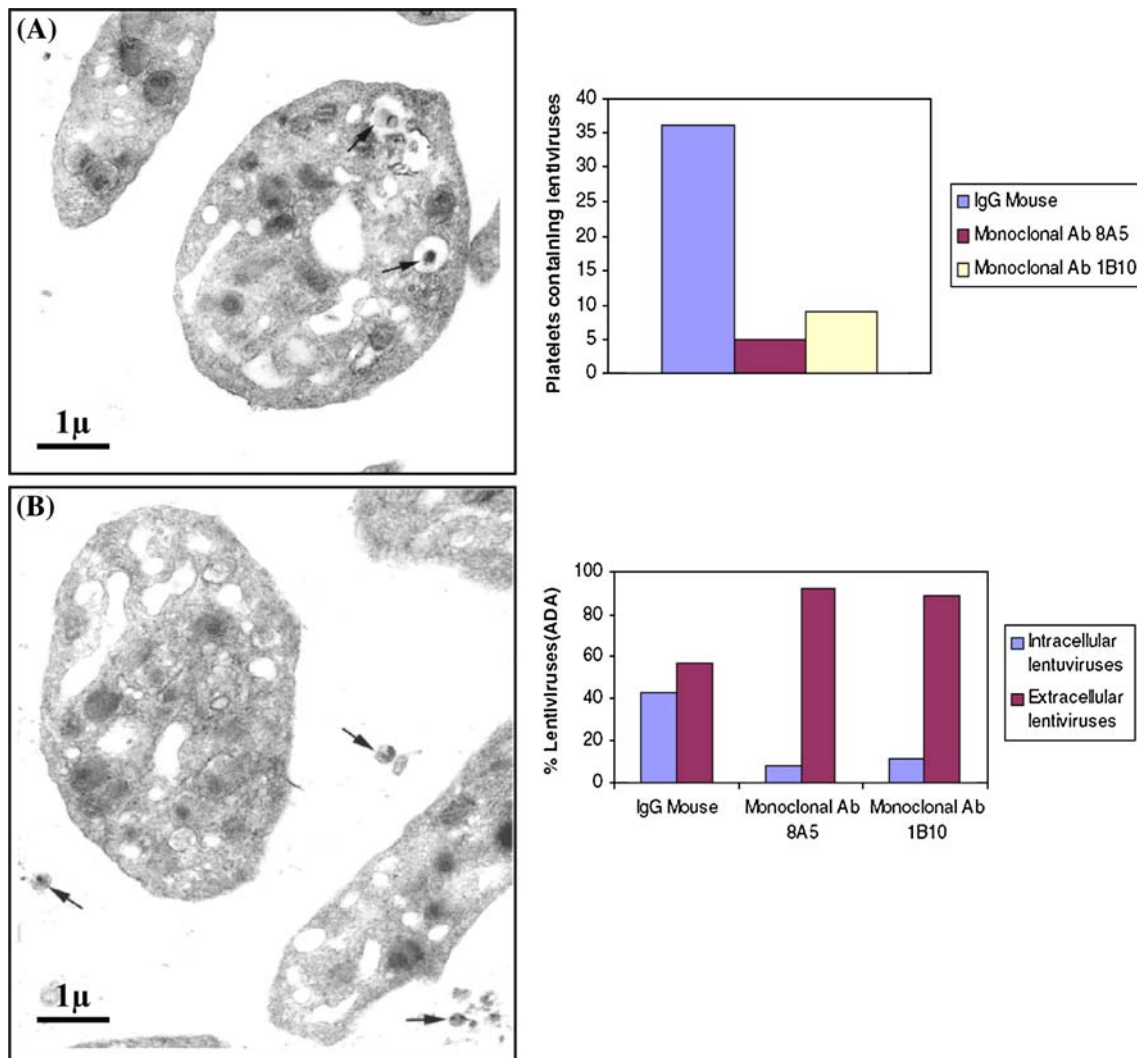 (A)
1μ
Platelets containing lentiviruses
40
35
30
25
20
15
10
5
0
IgG Mouse
Monoclonal Ab 8A5
Monoclonal Ab 1B10
(B)
1μ
% Lentiviruses(ADA)
100
80
60
40
20
0
IgG Mouse
Monoclonal Ab
8A5
Monoclonal Ab
1B10
Intracellular
lentuviruses
Extracellular
lentiviruses